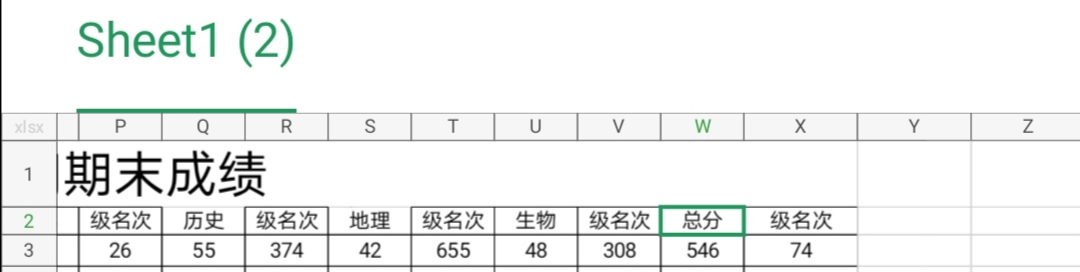 Sheet1 (2)
xlsx P Q R S T U V W X Y Z
1 期末成绩
2 级名次 历史 级名次 地理 级名次 生物 级名次 总分 级名次
3 26 55 374 42 655 48 308 546 74